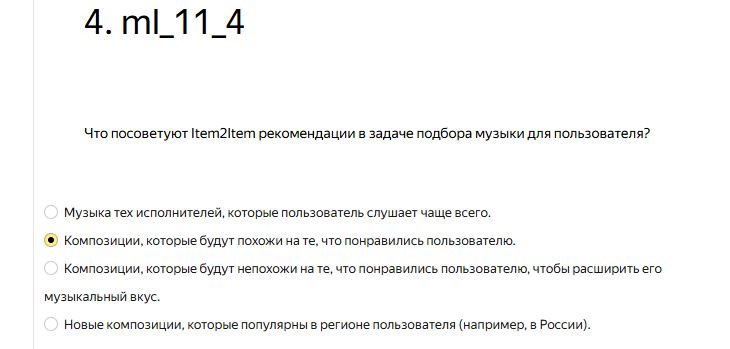 4. ml_11_4
Что посоветуют Item2Item рекомендации в задаче подбора музыки для пользователя?
Музыка тех исполнителей, которые пользователь слушает чаще всего.
Композиции, которые будут похожи на те, что понравились пользователю.
Композиции, которые будут непохожи на те, что понравились пользователю, чтобы расширить его
музыкальный вкус.
Новые композиции, которые популярны в регионе пользователя (например, в России).